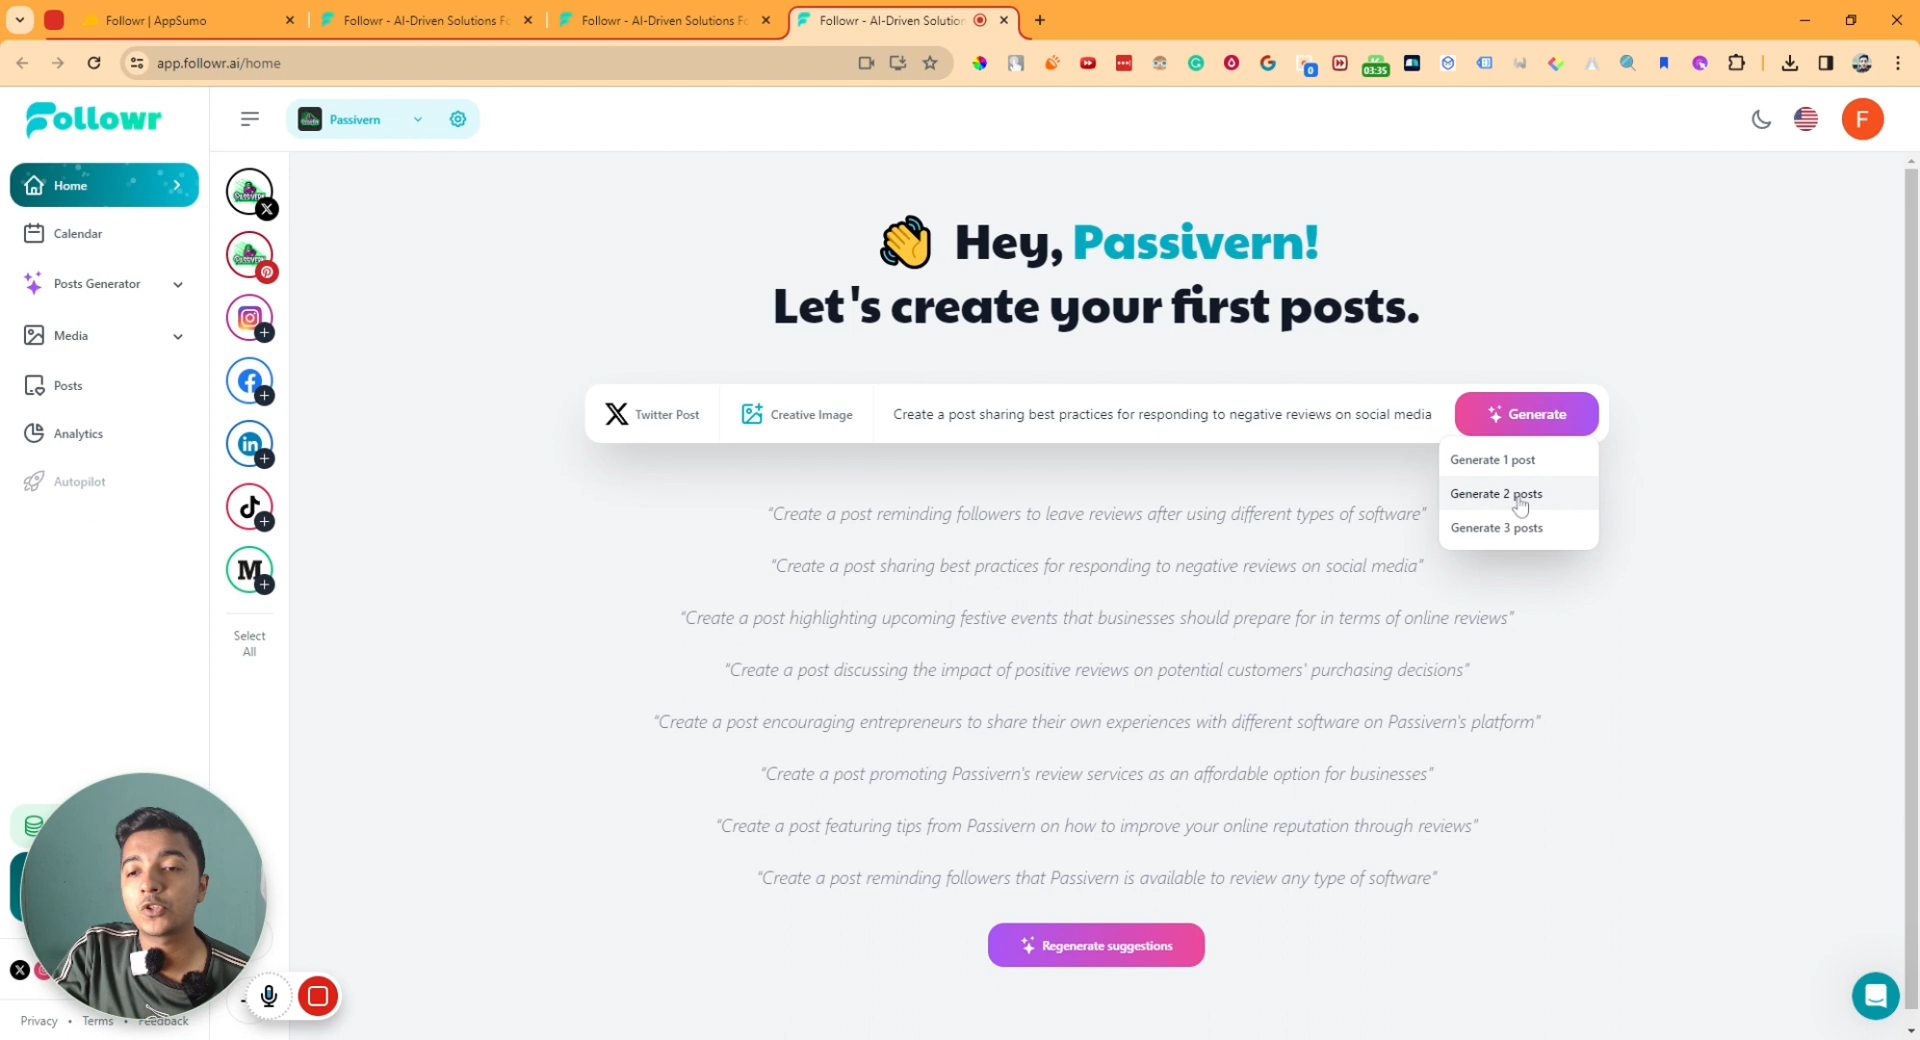 Followr | AppSumo
Followr - AI-Driven Solutions Fo
Followr - AI-Driven Solutions Fo
Followr - AI-Driven Solution
app.followr.ai/home
0
03:35
Followr
Passivern
F
Home
Calendar
Posts Generator
Media
Posts
Analytics
Autopilot
Select
All
Hey, Passivern!
Let's create your first posts.
Twitter Post
Creative Image
Create a post sharing best practices for responding to negative reviews on social media
Generate
Generate 1 post
Generate 2 posts
Generate 3 posts
"Create a post reminding followers to leave reviews after using different types of software"
"Create a post sharing best practices for responding to negative reviews on social media"
"Create a post highlighting upcoming festive events that businesses should prepare for in terms of online reviews"
"Create a post discussing the impact of positive reviews on potential customers' purchasing decisions"
"Create a post encouraging entrepreneurs to share their own experiences with different software on Passivern's platform"
"Create a post promoting Passivern's review services as an affordable option for businesses"
"Create a post featuring tips from Passivern on how to improve your online reputation through reviews"
"Create a post reminding followers that Passivern is available to review any type of software"
Regenerate suggestions
Privacy • Terms • Feedback